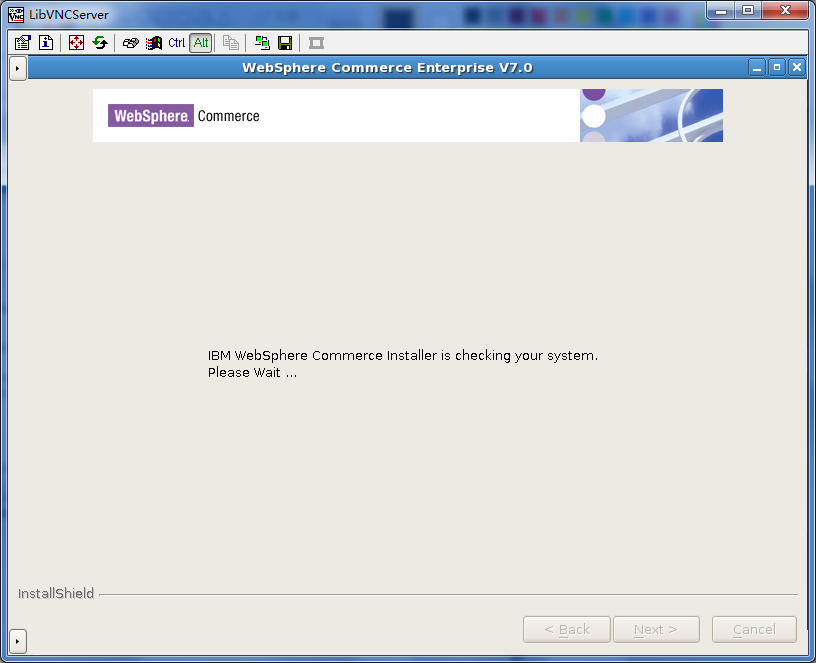 LibVNCServer
Ctrl Alt
WebSphere Commerce Enterprise V7.0
WebSphere. Commerce
IBM WebSphere Commerce Installer is checking your system.
Please Wait ...
InstallShield
< Back Next > Cancel